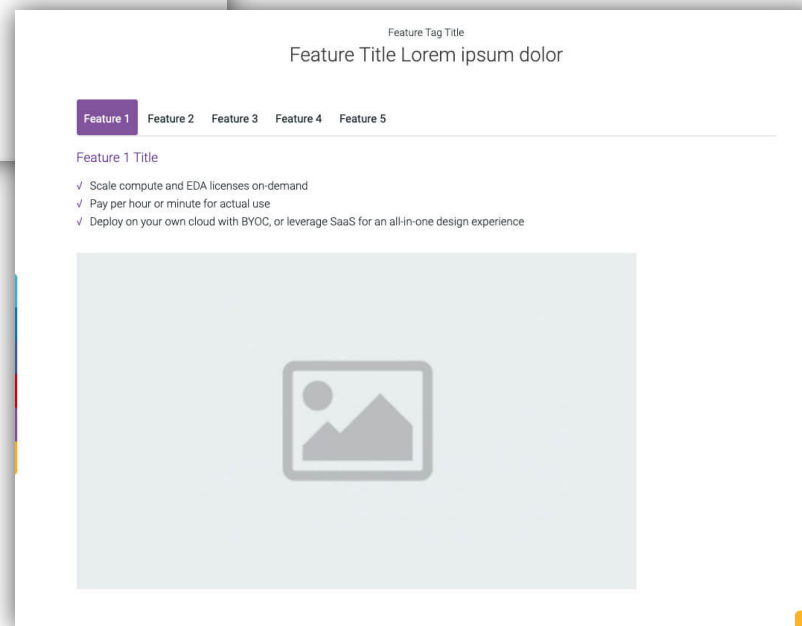 Feature Tag Title
Feature Title Lorem ipsum dolor
Feature 1 Feature 2 Feature 3 Feature 4 Feature 5
Feature 1 Title
√ Scale compute and EDA licenses on-demand
√ Pay per hour or minute for actual use
√ Deploy on your own cloud with BYOC, or leverage SaaS for an all-in-one design experience